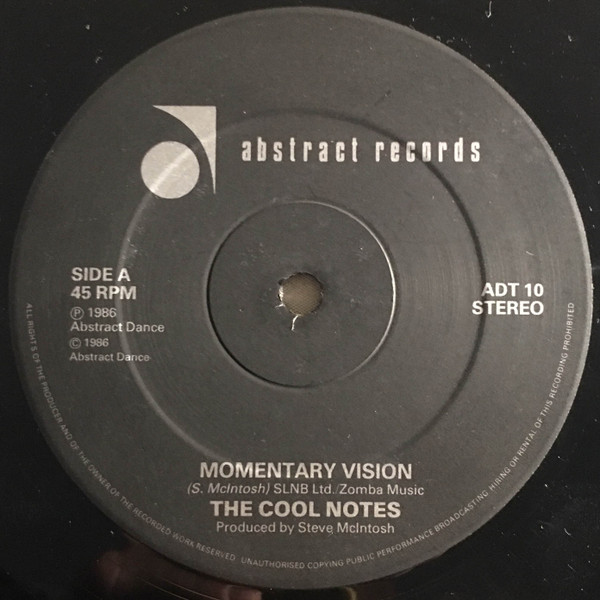 abstract records
SIDE A
45 RPM
℗ 1986
Abstract Dance
© 1986
Abstract Dance
ADT 10
STEREO
MOMENTARY VISION
(S. McIntosh) SLNB Ltd./Zomba Music
THE COOL NOTES
Produced by Steve McIntosh
ALL RIGHTS OF THE PRODUCER AND OF THE OWNER OF THE RECORDED WORK RESERVED. UNAUTHORISED COPYING PUBLIC PERFORMANCE BROADCASTING HIRING OR RENTAL OF THIS RECORDING PROHIBITED